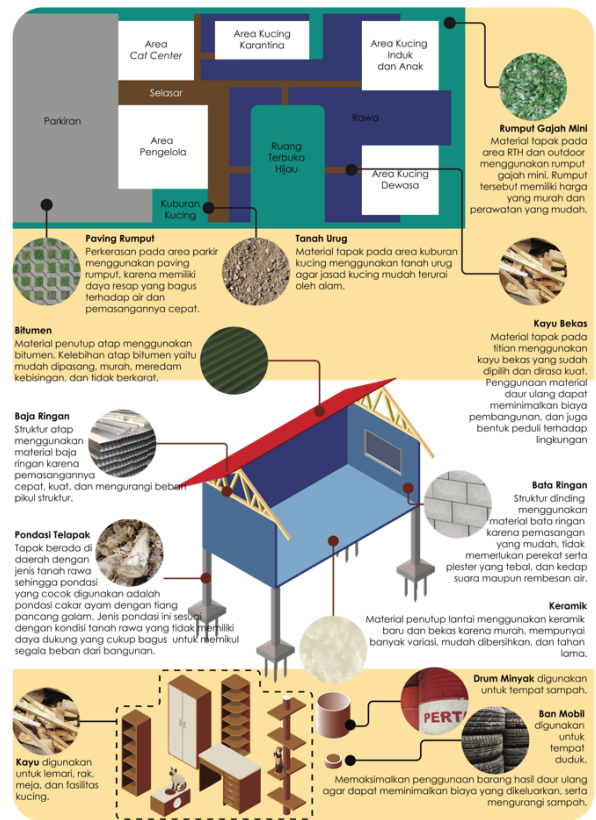 Area
Cat Center
Area Kucing
Karantina
Area Kucing
Induk
dan Anak
Selasar
Parkiran
Rawa
Area
Pengelola
Ruang
Terbuka
Hijau
Area Kucing
Dewasa
Kuburan
Kucing
Rumput Gajah Mini
Material tapak pada
area RTH dan outdoor
menggunakan rumput
gajah mini. Rumput
tersebut memiliki harga
yang murah dan
perawatan yang mudah.
Paving Rumput
Perkerasan pada area parkir
menggunakan paving
rumput, karena memiliki
daya resap yang bagus
terhadap air dan
pemasangannya cepat.
Tanah Urug
Material tapak pada area kuburan
kucing menggunakan tanah urug
agar jasad kucing mudah terurai
oleh alam.
Kayu Bekas
Material tapak pada
titian menggunakan
kayu bekas yang sudah
dipilih dan dirasa kuat.
Penggunaan material
daur ulang dapat
meminimalkan biaya
pembangunan, dan juga
bentuk peduli terhadap
lingkungan
Bitumen
Material penutup atap menggunakan
bitumen. Kelebihan atap bitumen yaitu
mudah dipasang, murah, meredam
kebisingan, dan tidak berkarat.
Baja Ringan
Struktur atap
menggunakan
material baja
ringan karena
pemasangannya
cepat, kuat, dan mengurangi beban
pikul struktur.
Bata Ringan
Struktur dinding
menggunakan
material bata ringan
karena pemasangan
yang mudah, tidak
memerlukan perekat serta
plester yang tebal, dan kedap
suara maupun rembesan air.
Pondasi Telapak
Tapak berada di
daerah dengan
jenis tanah rawa
sehingga pondasi
yang cocok digunakan adalah
pondasi cakar ayam dengan tiang
pancang galam. Jenis pondasi ini sesuai
dengan kondisi tanah rawa yang tidak memiliki
daya dukung yang cukup bagus untuk memikul
segala beban dari bangunan.
Keramik
Material penutup lantai menggunakan keramik
baru dan bekas karena murah, mempunyai
banyak variasi, mudah dibersihkan, dan tahan
lama.
Kayu digunakan
untuk lemari, rak,
meja, dan fasilitas
kucing.
Drum Minyak digunakan
untuk tempat sampah.
PERT
Ban Mobil
digunakan
untuk
tempat
duduk.
Memaksimalkan penggunaan barang hasil daur ulang
agar dapat meminimalkan biaya yang dikeluarkan, serta
mengurangi sampah.